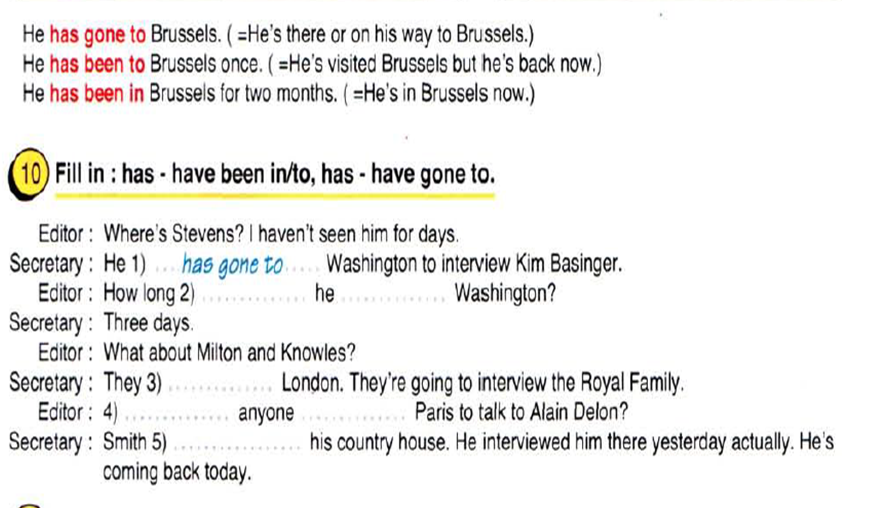 He has gone to Brussels. ( =He's there or on his way to Brussels.)
He has been to Brussels once. ( =He's visited Brussels but he's back now.)
He has been in Brussels for two months. ( =He's in Brussels now.)
10 Fill in : has - have been in/to, has - have gone to.
Editor : Where's Stevens? I haven't seen him for days.
Secretary : He 1) .... has gone to ..... Washington to interview Kim Basinger.
Editor : How long 2) .............. he .............. Washington?
Secretary : Three days.
Editor : What about Milton and Knowles?
Secretary : They 3) .............. London. They're going to interview the Royal Family.
Editor : 4) .............. anyone .............. Paris to talk to Alain Delon?
Secretary : Smith 5) ................. his country house. He interviewed him there yesterday actually. He's
coming back today.